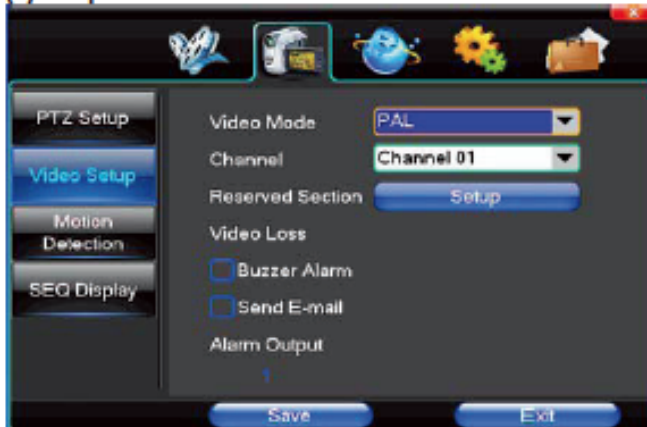 PTZ Setup
Video Setup
Motion
Detection
SEQ Display
Video Mode PAL
Channel Channel 01
Reserved Section Setup
Video Loss
Buzzer Alarm
Send E-mail
Alarm Output
1
Save Exit